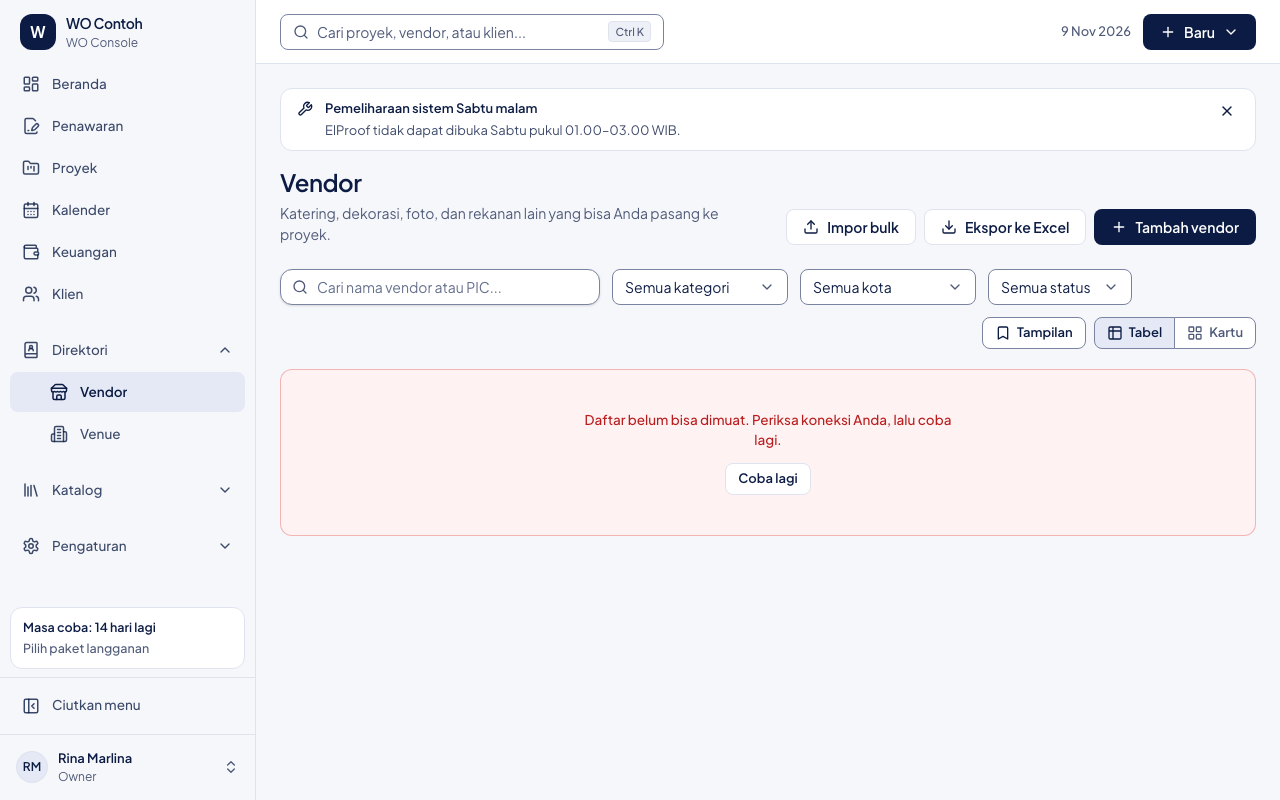 W
WO Contoh
WO Console
Cari proyek, vendor, atau klien...
Ctrl K
9 Nov 2026
Baru
Beranda
Penawaran
Proyek
Kalender
Keuangan
Klien
Direktori
Vendor
Venue
Katalog
Pengaturan
Masa coba: 14 hari lagi
Pilih paket langganan
Ciutkan menu
RM
Rina Marlina
Owner
Pemeliharaan sistem Sabtu malam
ElProof tidak dapat dibuka Sabtu pukul 01.00–03.00 WIB.
Vendor
Katering, dekorasi, foto, dan rekanan lain yang bisa Anda pasang ke
proyek.
Impor bulk
Ekspor ke Excel
Tambah vendor
Cari nama vendor atau PIC...
Semua kategori
Semua kota
Semua status
Tampilan
Tabel
Kartu
Daftar belum bisa dimuat. Periksa koneksi Anda, lalu coba
lagi.
Coba lagi